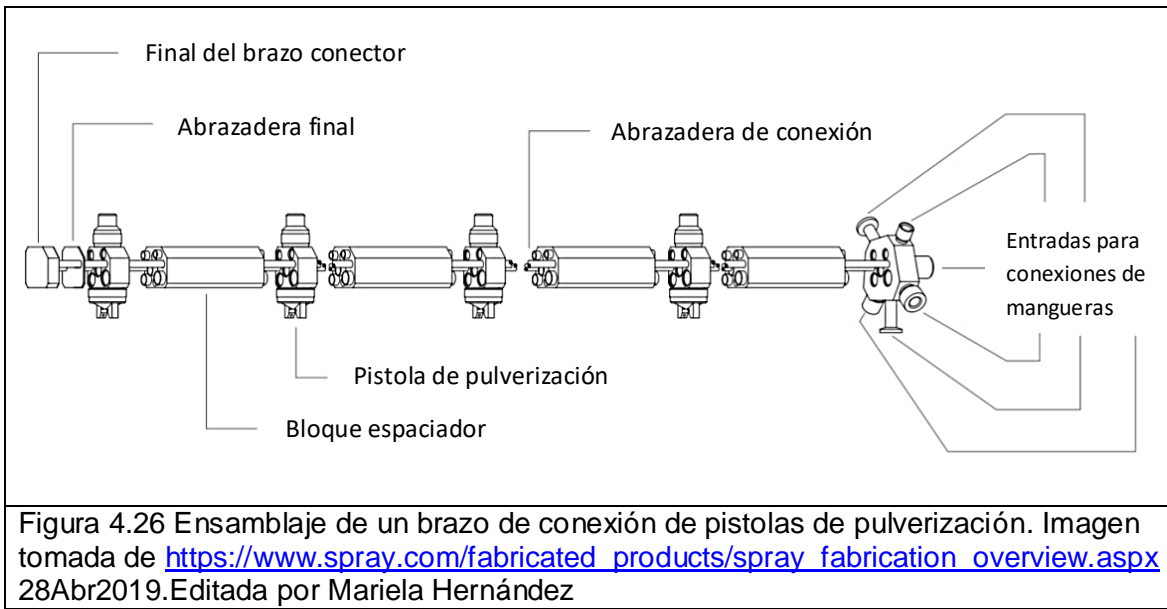 Final del brazo conector
Abrazadera final
Abrazadera de conexión
Entradas para
conexiones de
mangueras
Pistola de pulverización
Bloque espaciador
Figura 4.26 Ensamblaje de un brazo de conexión de pistolas de pulverización. Imagen
tomada de https://www.spray.com/fabricated_products/spray_fabrication_overview.aspx
28Abr2019.Editada por Mariela Hernández